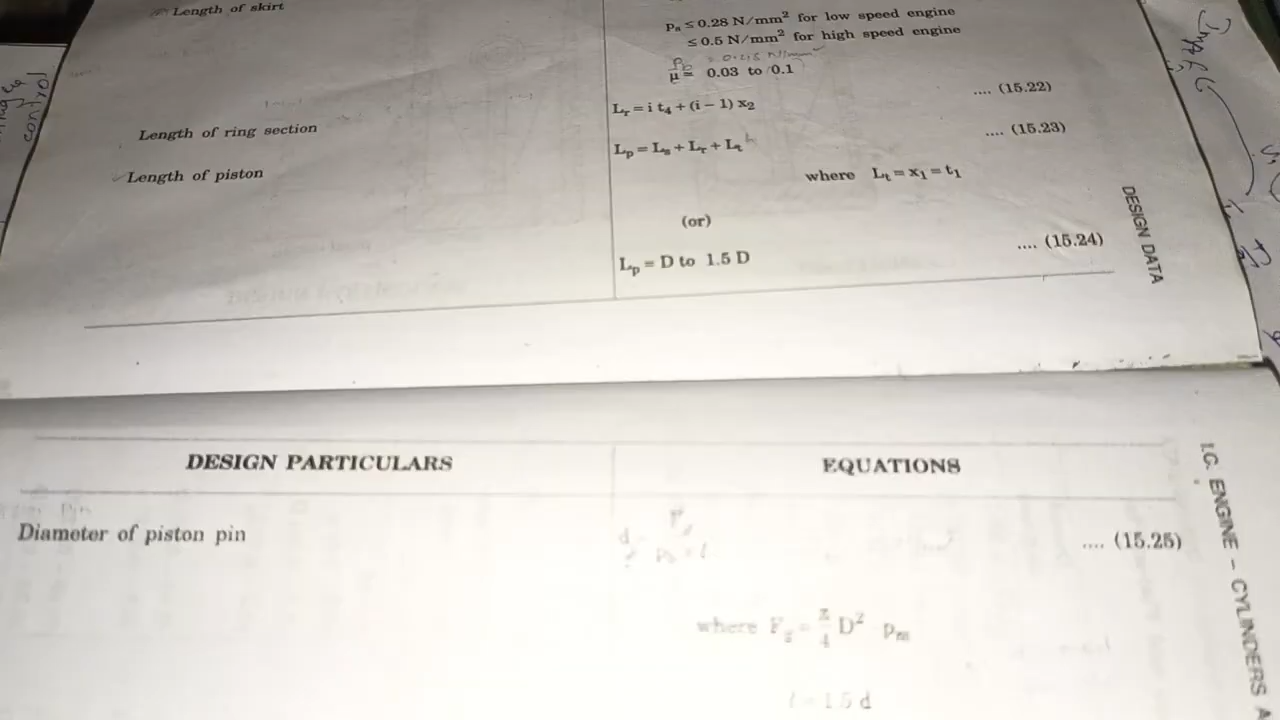 Length of skirt
pₙ ≤ 0.28 N/mm² for low speed engine
≤ 0.5 N/mm² for high speed engine
μ = 0.03 to 0.1
Length of ring section Lᵣ = i t₄ + (i – 1) x₂ .... (15.22)
Length of piston Lₚ = Lₛ + Lᵣ + Lₜ .... (15.23)
where Lₜ = x₁ = t₁
(or)
Lₚ = D to 1.5 D .... (15.24)
DESIGN DATA
DESIGN PARTICULARS EQUATIONS
Diameter of piston pin .... (15.25)
where F = π/4 D² pₘ
l = 1.5 d
I.C. ENGINE – CYLINDERS